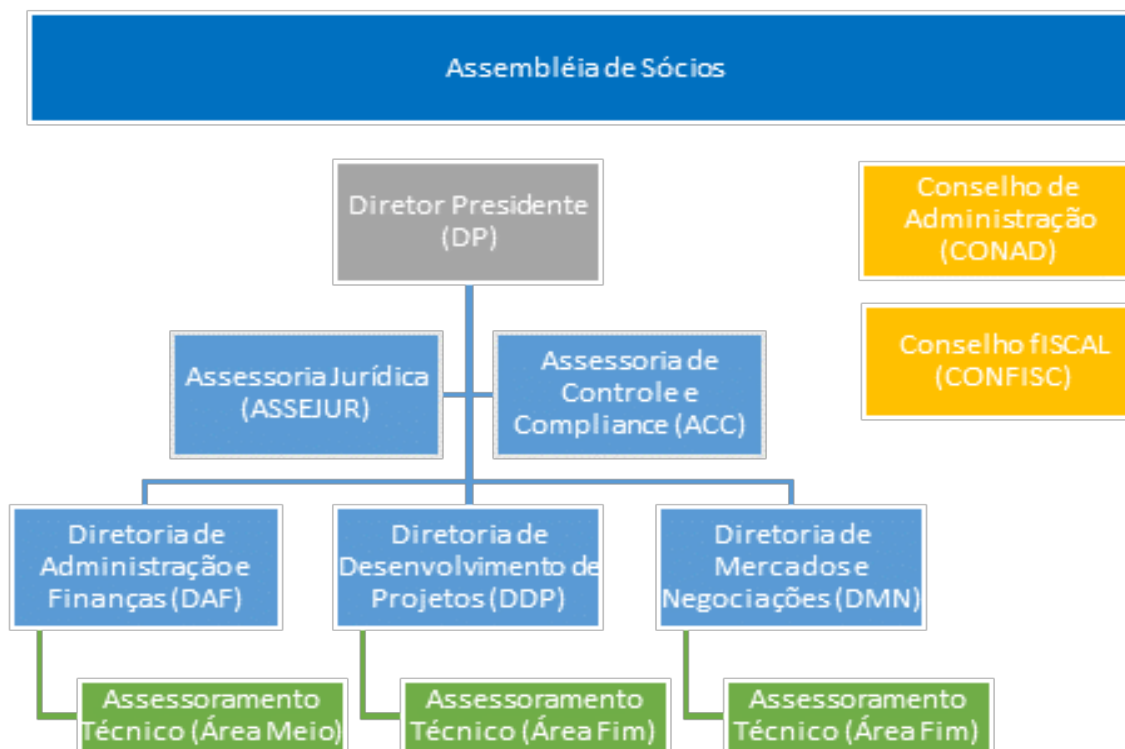 Assembléia de Sócios
Diretor Presidente
(DP)
Conselho de
Administração
(CONAD)
Conselho fISCAL
(CONFISC)
Assessoria Jurídica
(ASSEJUR)
Assessoria de
Controle e
Compliance (ACC)
Diretoria de
Administração e
Finanças (DAF)
Diretoria de
Desenvolvimento de
Projetos (DDP)
Diretoria de
Mercados e
Negociações (DMN)
Assessoramento
Técnico (Área Meio)
Assessoramento
Técnico (Área Fim)
Assessoramento
Técnico (Área Fim)